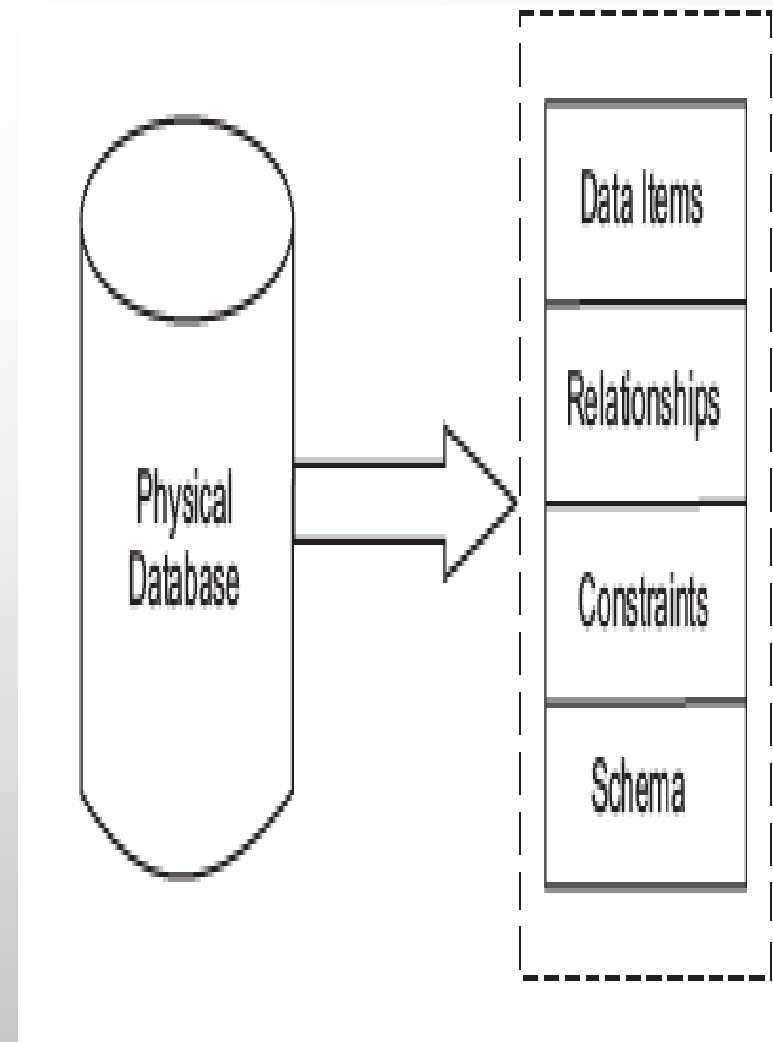 Physical
Database
Data Items
Relationships
Constraints
Schema